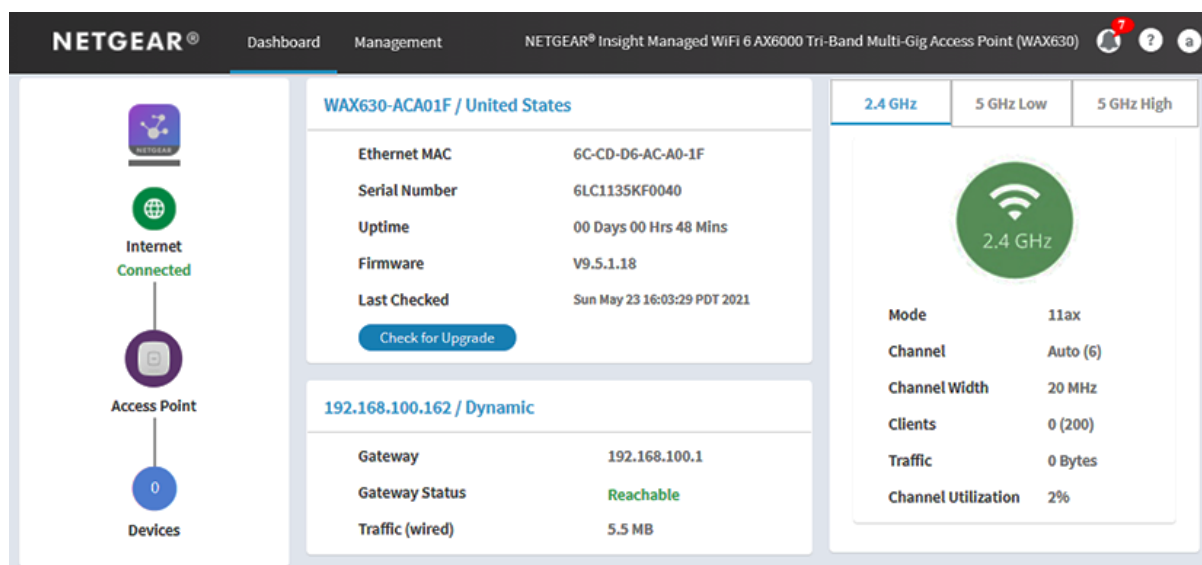 NETGEAR® Dashboard Management NETGEAR® Insight Managed WiFi 6 AX6000 Tri-Band Multi-Gig Access Point (WAX630) 7 ? a
NETGEAR
Internet
Connected
Access Point
0
Devices
WAX630-ACA01F / United States
Ethernet MAC 6C-CD-D6-AC-A0-1F
Serial Number 6LC1135KF0040
Uptime 00 Days 00 Hrs 48 Mins
Firmware V9.5.1.18
Last Checked Sun May 23 16:03:29 PDT 2021
Check for Upgrade
192.168.100.162 / Dynamic
Gateway 192.168.100.1
Gateway Status Reachable
Traffic (wired) 5.5 MB
2.4 GHz 5 GHz Low 5 GHz High
2.4 GHz
Mode 11ax
Channel Auto (6)
Channel Width 20 MHz
Clients 0 (200)
Traffic 0 Bytes
Channel Utilization 2%